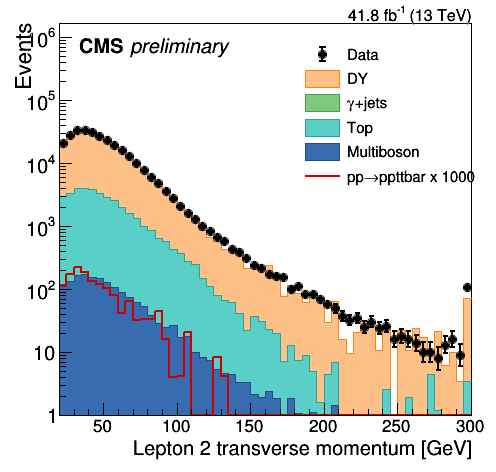 41.8 fb⁻¹ (13 TeV)
CMS preliminary
Events
10⁶
10⁵
10⁴
10³
10²
10
1
Data
DY
γ+jets
Top
Multiboson
pp→ppttbar x 1000
50 100 150 200 250 300
Lepton 2 transverse momentum [GeV]